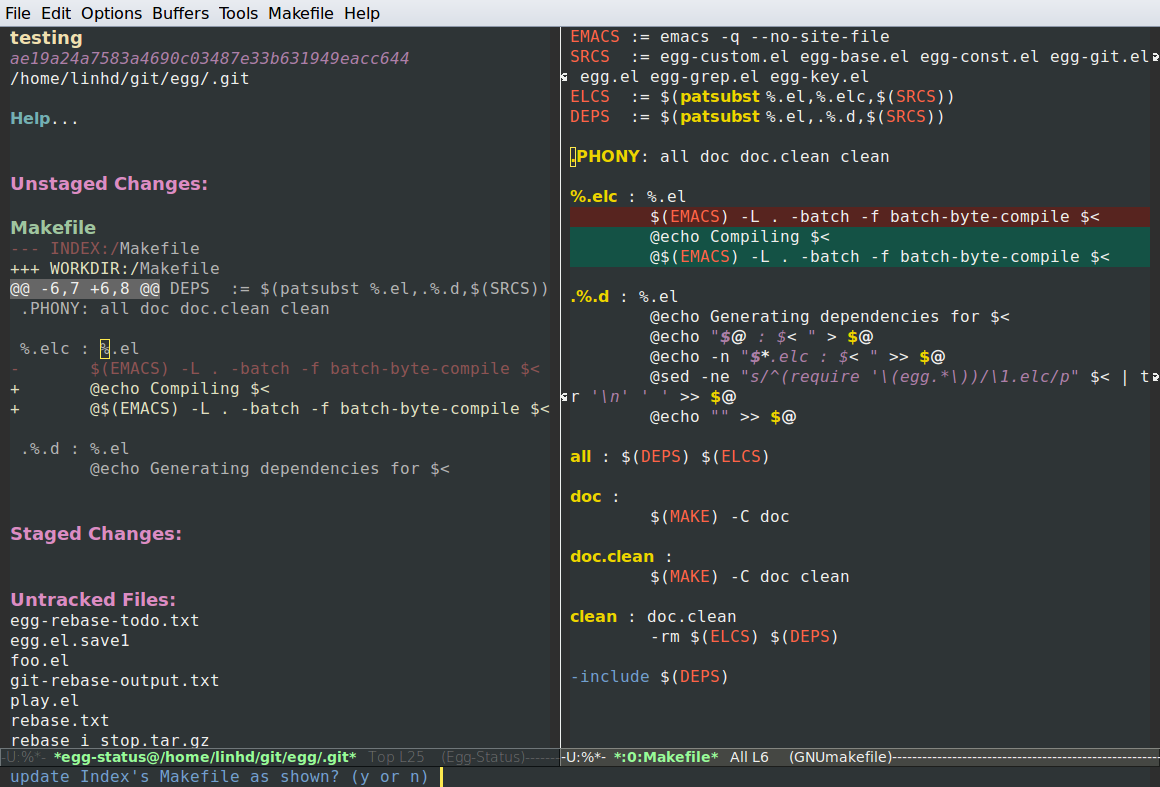 File Edit Options Buffers Tools Makefile Help
testing
ae19a24a7583a4690c03487e33b631949eacc644
/home/linhd/git/egg/.git
Help...
Unstaged Changes:
Makefile
--- INDEX:/Makefile
+++ WORKDIR:/Makefile
@@ -6,7 +6,8 @@ DEPS  := $(patsubst %.el,.%.d,$(SRCS))
 .PHONY: all doc doc.clean clean
 %.elc : %.el
-       $(EMACS) -L . -batch -f batch-byte-compile $<
+       @echo Compiling $<
+       @$(EMACS) -L . -batch -f batch-byte-compile $<
 .%.d : %.el
        @echo Generating dependencies for $<
Staged Changes:
Untracked Files:
egg-rebase-todo.txt
egg.el.save1
foo.el
git-rebase-output.txt
play.el
rebase.txt
rebase_i_stop.tar.gz
-U:%*-  *egg-status@/home/linhd/git/egg/.git*  Top L25  (Egg-Status)-------
EMACS := emacs -q --no-site-file
SRCS  := egg-custom.el egg-base.el egg-const.el egg-git.el
 egg.el egg-grep.el egg-key.el
ELCS  := $(patsubst %.el,%.elc,$(SRCS))
DEPS  := $(patsubst %.el,.%.d,$(SRCS))
.PHONY: all doc doc.clean clean
%.elc : %.el
        $(EMACS) -L . -batch -f batch-byte-compile $<
        @echo Compiling $<
        @$(EMACS) -L . -batch -f batch-byte-compile $<
.%.d : %.el
        @echo Generating dependencies for $<
        @echo "$@ : $< " > $@
        @echo -n "$*.elc : $< " >> $@
        @sed -ne "s/^(require '\(egg.*\))/\1.elc/p" $< | t
r '\n' ' ' >> $@
        @echo "" >> $@
all : $(DEPS) $(ELCS)
doc :
        $(MAKE) -C doc
doc.clean :
        $(MAKE) -C doc clean
clean : doc.clean
        -rm $(ELCS) $(DEPS)
-include $(DEPS)
-U:%*-  *:0:Makefile*  All L6  (GNUmakefile)--------------------------------------------------
update Index's Makefile as shown? (y or n)